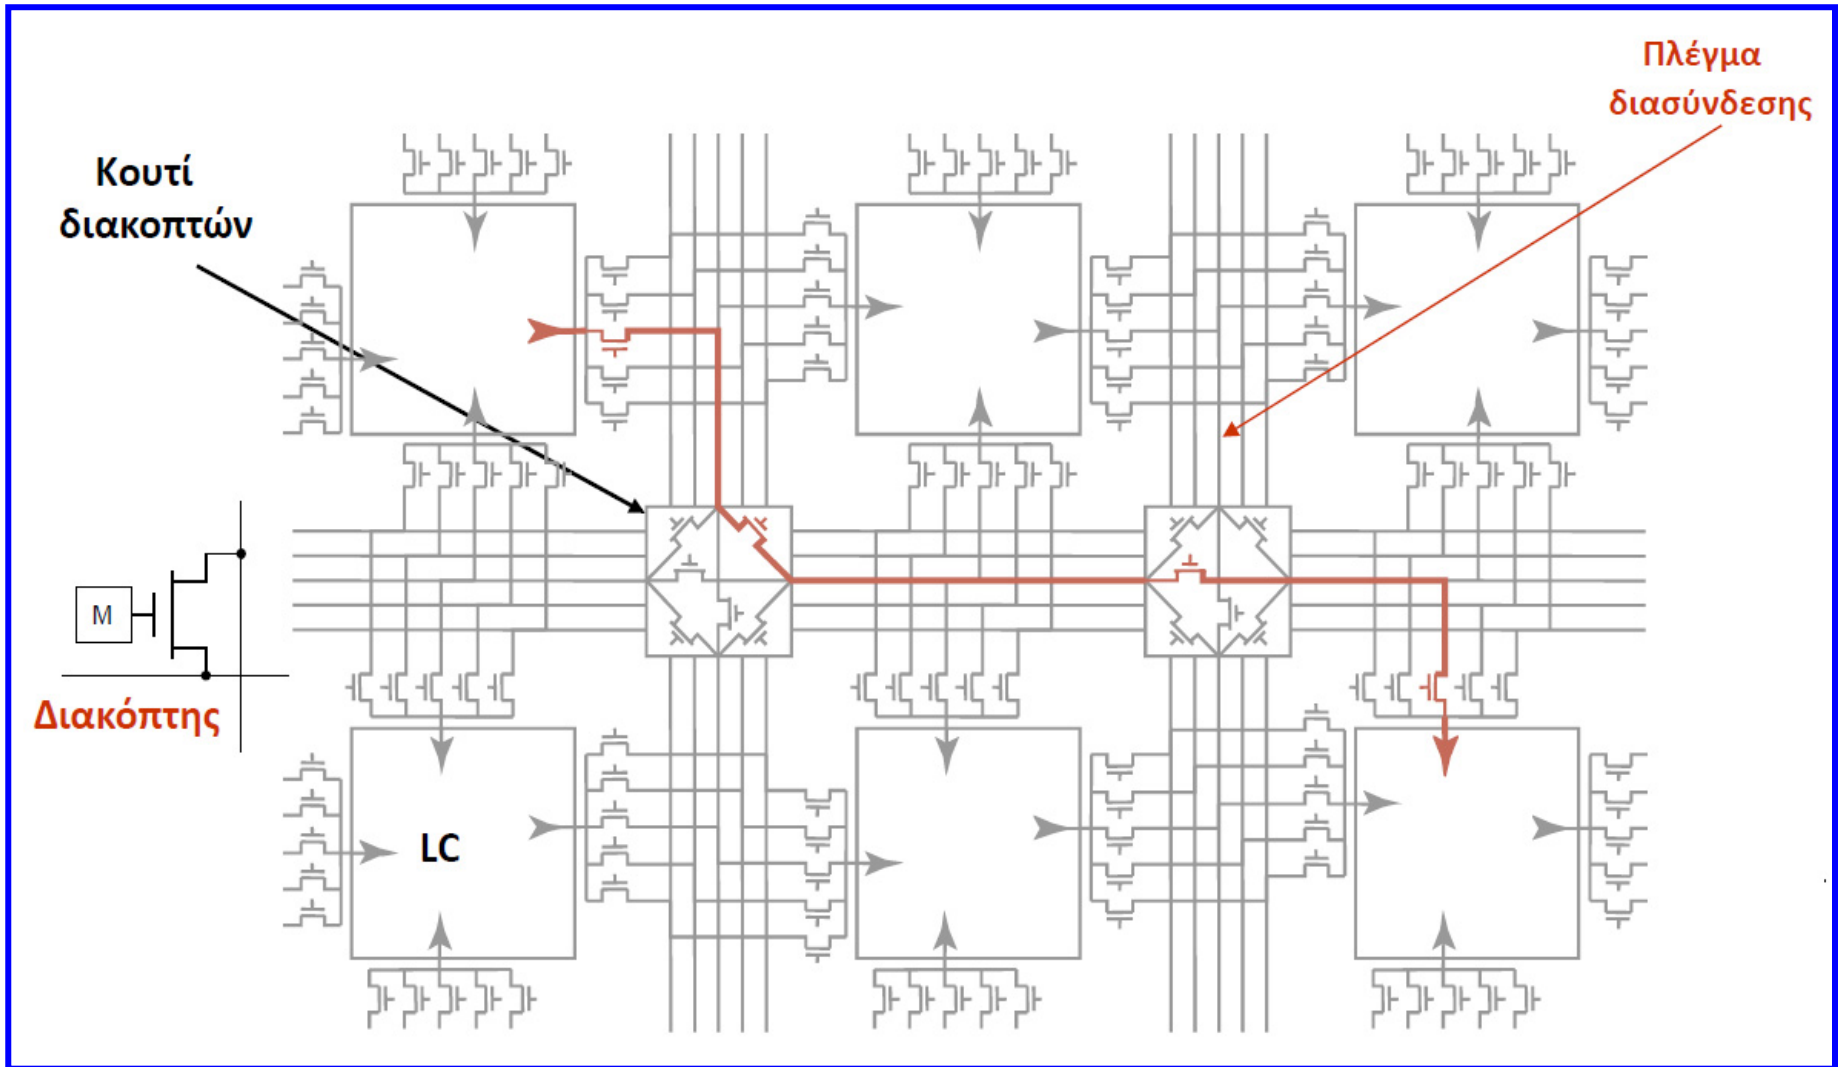 Πλέγμα
διασύνδεσης
Κουτί
διακοπτών
M
Διακόπτης
LC